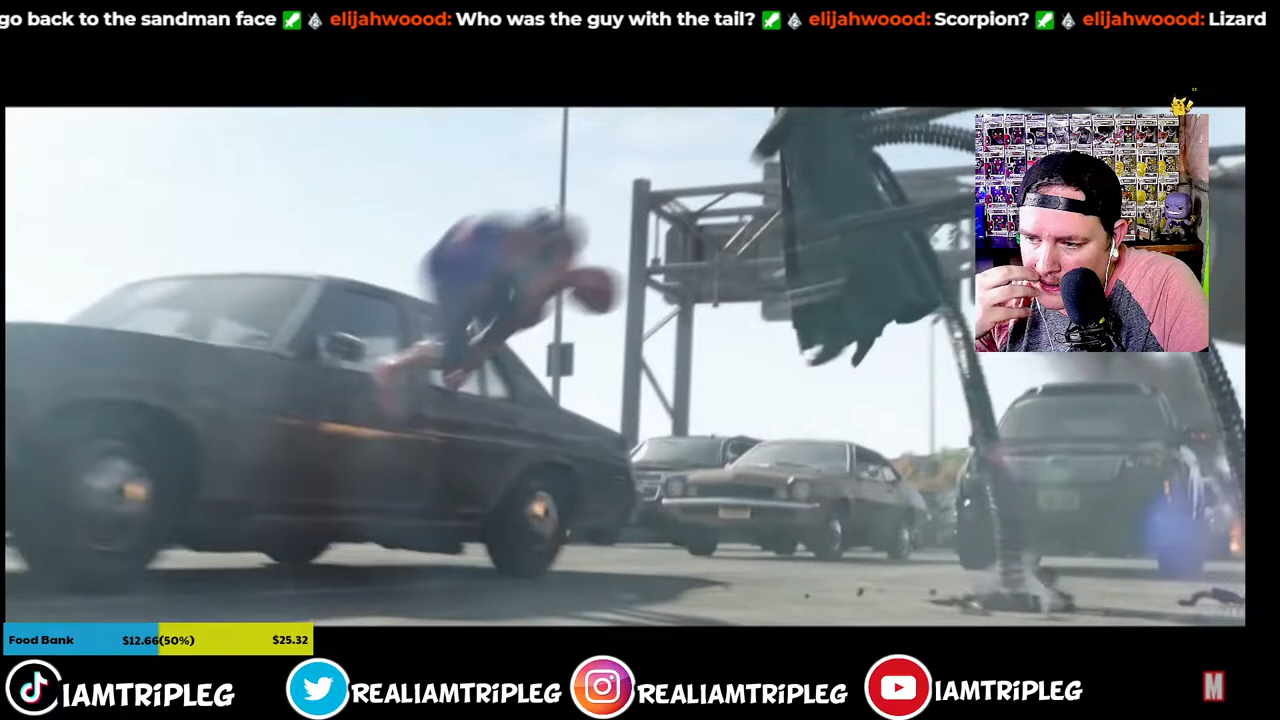 go back to the sandman face elijahwoood: Who was the guy with the tail? elijahwoood: Scorpion? elijahwoood: Lizard
Food Bank $12.66(50%) $25.32
IAMTRiPLEG REALIAMTRiPLEG REALIAMTRiPLEG IAMTRiPLEG M